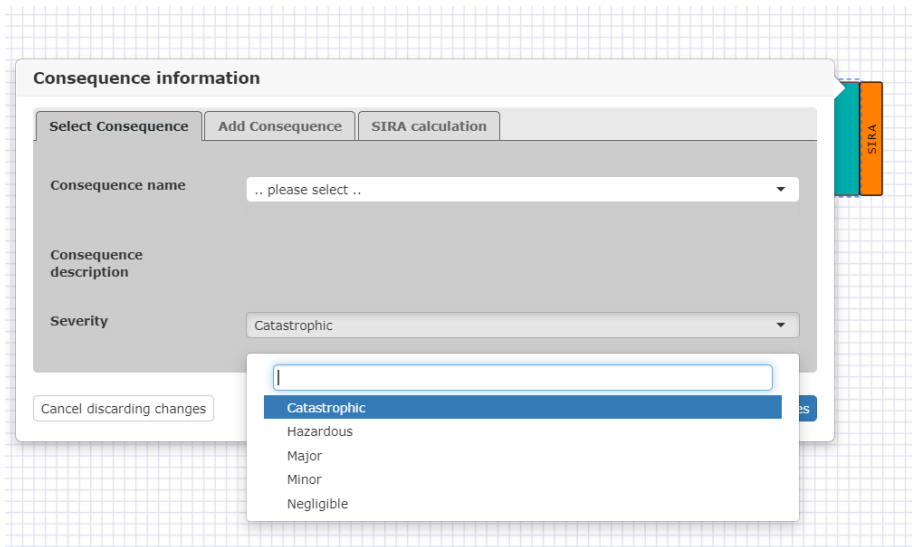 Consequence information
Select Consequence
Add Consequence
SIRA calculation
SIRA
Consequence name
.. please select ..
Consequence
description
Severity
Catastrophic
Catastrophic
Hazardous
Major
Minor
Negligible
Cancel discarding changes